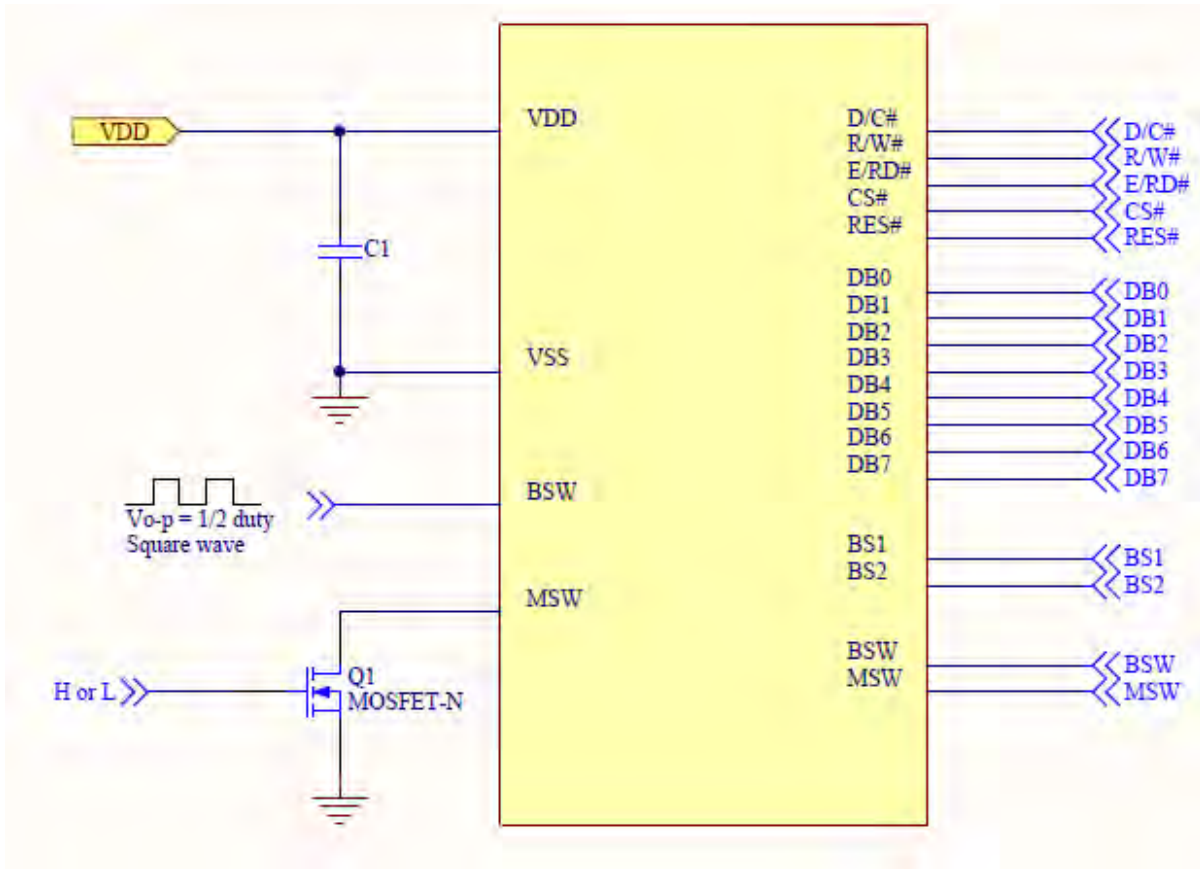 VDD
VDD
C1
VSS
Vo-p = 1/2 duty
Square wave
BSW
MSW
H or L
Q1
MOSFET-N
D/C#
R/W#
E/RD#
CS#
RES#
DB0
DB1
DB2
DB3
DB4
DB5
DB6
DB7
BS1
BS2
BSW
MSW
D/C#
R/W#
E/RD#
CS#
RES#
DB0
DB1
DB2
DB3
DB4
DB5
DB6
DB7
BS1
BS2
BSW
MSW